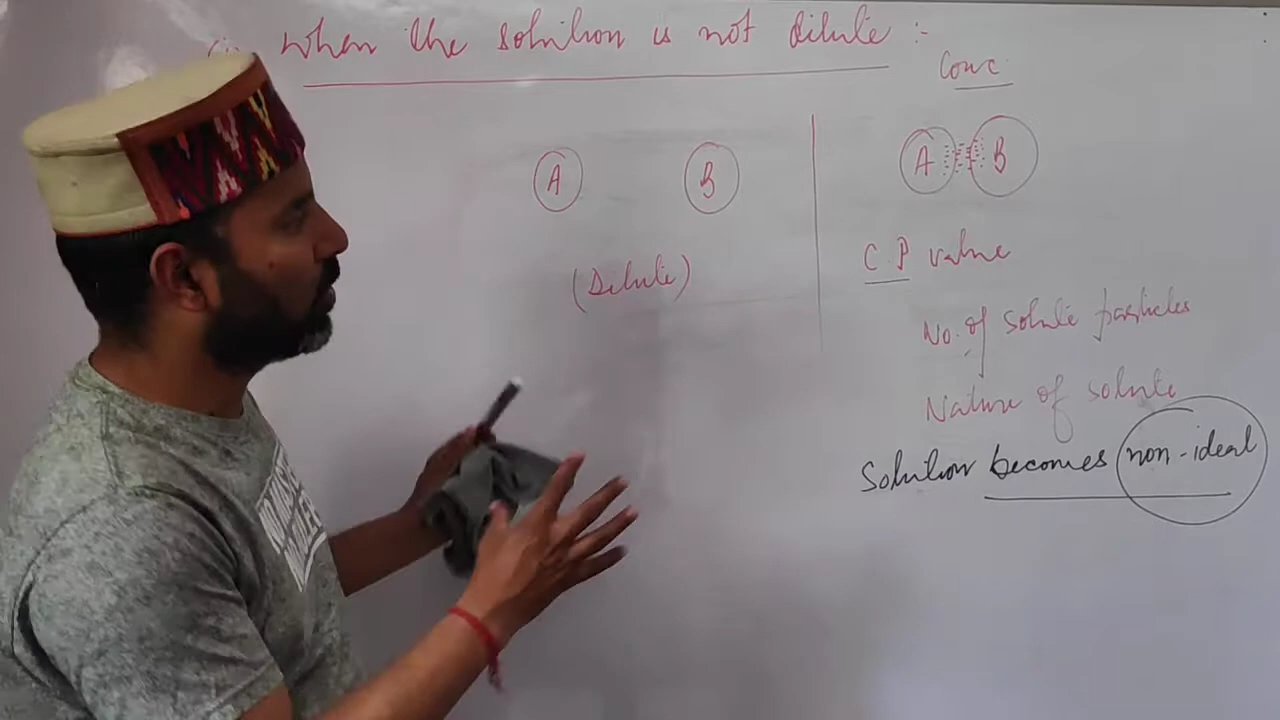 when the solution is not dilute :-
Conc
A B
(Dilute)
A B
C.P value
No. of solute particles
Nature of solute
Solution becomes non-ideal